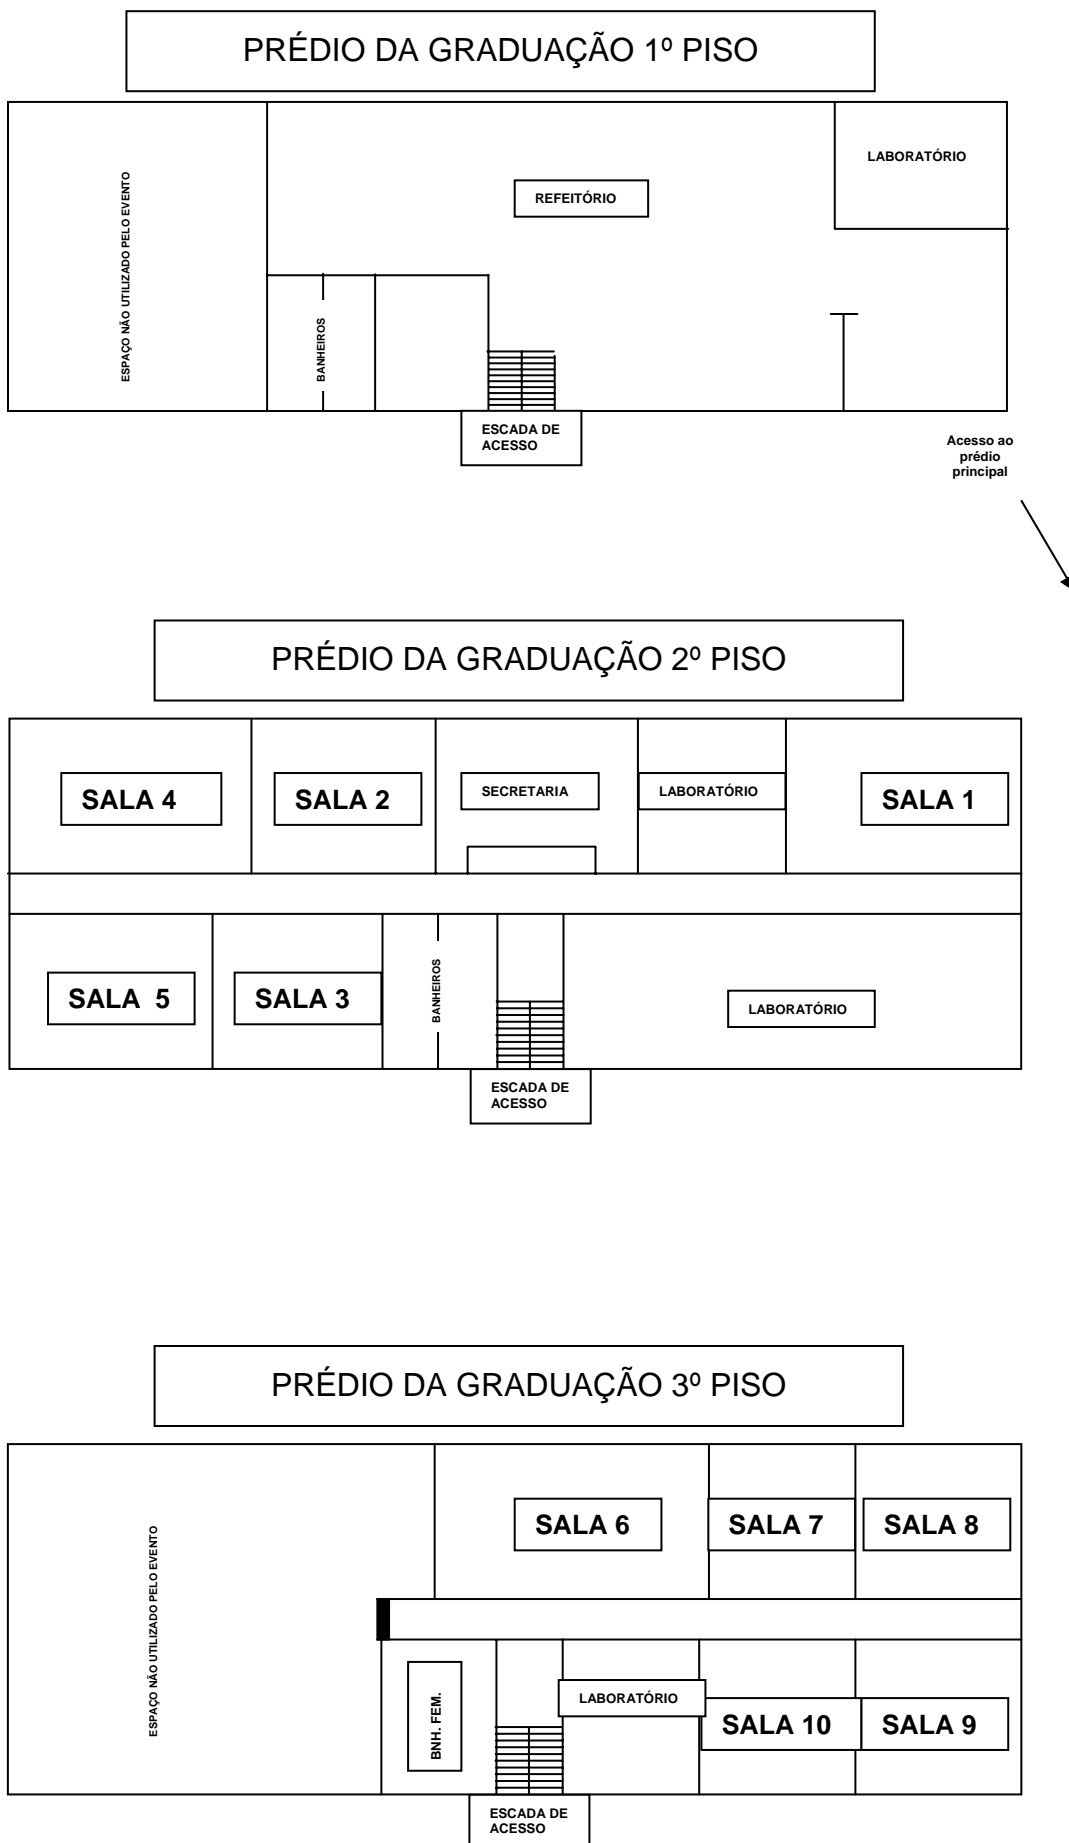 PRÉDIO DA GRADUAÇÃO 1º PISO
LABORATÓRIO
REFEITÓRIO
ESPAÇO NÃO UTILIZADO PELO EVENTO
BANHEIROS
ESCADA DE
ACESSO
Acesso ao
prédio
principal
PRÉDIO DA GRADUAÇÃO 2º PISO
SALA 4
SALA 2
SECRETARIA
LABORATÓRIO
SALA 1
SALA 5
SALA 3
BANHEIROS
LABORATÓRIO
ESCADA DE
ACESSO
PRÉDIO DA GRADUAÇÃO 3º PISO
SALA 6
SALA 7
SALA 8
ESPAÇO NÃO UTILIZADO PELO EVENTO
BNH. FEM.
LABORATÓRIO
SALA 10
SALA 9
ESCADA DE
ACESSO